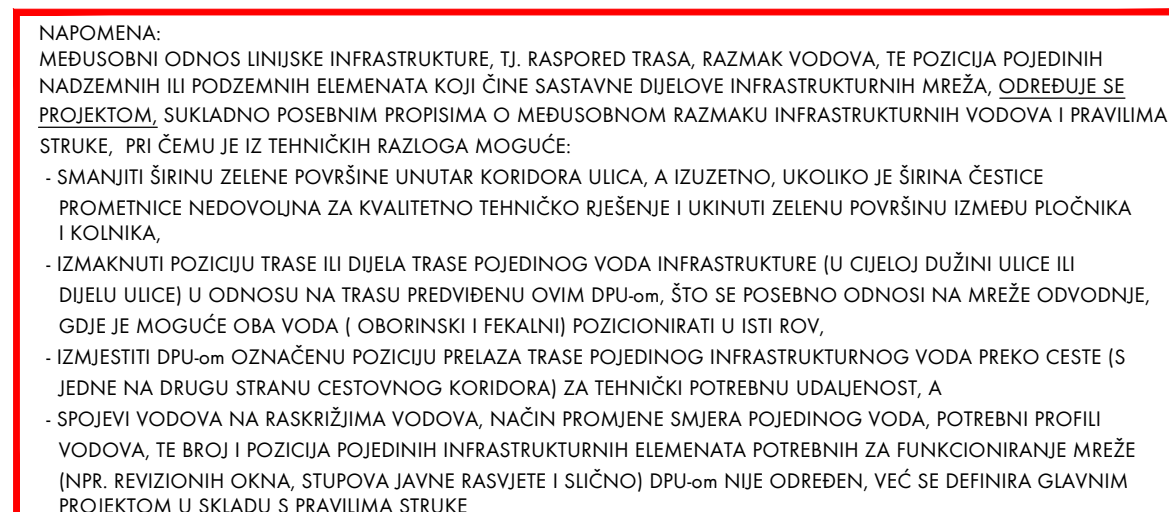 NAPOMENA:
MEĐUSOBNI ODNOS LINIJSKE INFRASTRUKTURE, TJ. RASPORED TRASA, RAZMAK VODOVA, TE POZICIJA POJEDINIH
NADZEMNIH ILI PODZEMNIH ELEMENATA KOJI ČINE SASTAVNE DIJELOVE INFRASTRUKTURNIH MREŽA, ODREĐUJE SE
PROJEKTOM, SUKLADNO POSEBNIM PROPISIMA O MEĐUSOBNOM RAZMAKU INFRASTRUKTURNIH VODOVA I PRAVILIMA
STRUKE, PRI ČEMU JE IZ TEHNIČKIH RAZLOGA MOGUĆE:
- SMANJITI ŠIRINU ZELENE POVRŠINE UNUTAR KORIDORA ULICA, A IZUZETNO, UKOLIKO JE ŠIRINA ČESTICE
PROMETNICE NEDOVOLJNA ZA KVALITETNO TEHNIČKO RJEŠENJE I UKINUTI ZELENU POVRŠINU IZMEĐU PLOČNIKA
I KOLNIKA,
- IZMAKNUTI POZICIJU TRASE ILI DIJELA TRASE POJEDINOG VODA INFRASTRUKTURE (U CIJELOJ DUŽINI ULICE ILI
DIJELU ULICE) U ODNOSU NA TRASU PREDVIĐENU OVIM DPU-om, ŠTO SE POSEBNO ODNOSI NA MREŽE ODVODNJE,
GDJE JE MOGUĆE OBA VODA ( OBORINSKI I FEKALNI) POZICIONIRATI U ISTI ROV,
- IZMJESTITI DPU-om OZNAČENU POZICIJU PRELAZA TRASE POJEDINOG INFRASTRUKTURNOG VODA PREKO CESTE (S
JEDNE NA DRUGU STRANU CESTOVNOG KORIDORA) ZA TEHNIČKI POTREBNU UDALJENOST, A
- SPOJEVI VODOVA NA RASKRIŽJIMA VODOVA, NAČIN PROMJENE SMJERA POJEDINOG VODA, POTREBNI PROFILI
VODOVA, TE BROJ I POZICIJA POJEDINIH INFRASTRUKTURNIH ELEMENATA POTREBNIH ZA FUNKCIONIRANJE MREŽE
(NPR. REVIZIONIH OKNA, STUPOVA JAVNE RASVJETE I SLIČNO) DPU-om NIJE ODREĐEN, VEĆ SE DEFINIRA GLAVNIM
PROJEKTOM U SKLADU S PRAVILIMA STRUKE